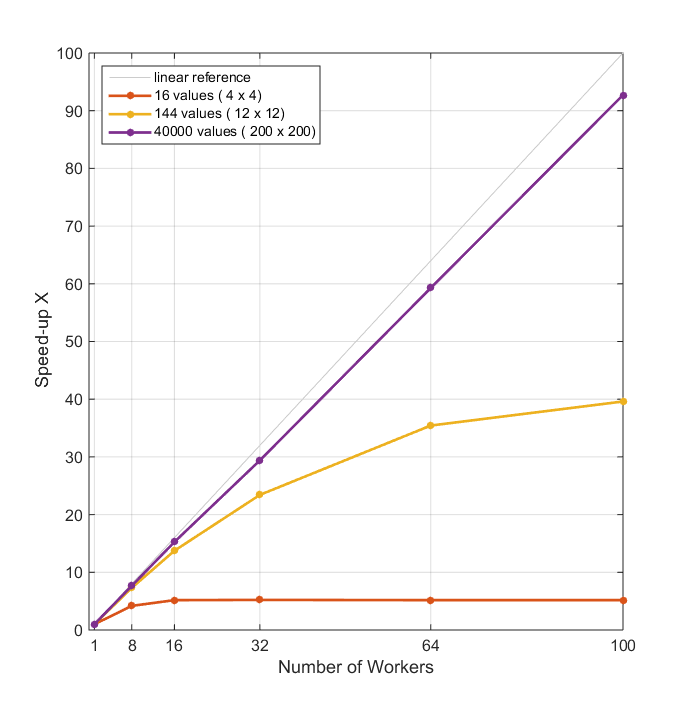 100
90
80
70
60
50
40
30
20
10
0
Speed-up X
linear reference
16 values ( 4 x 4)
144 values ( 12 x 12)
40000 values ( 200 x 200)
1 8 16 32 64 100
Number of Workers